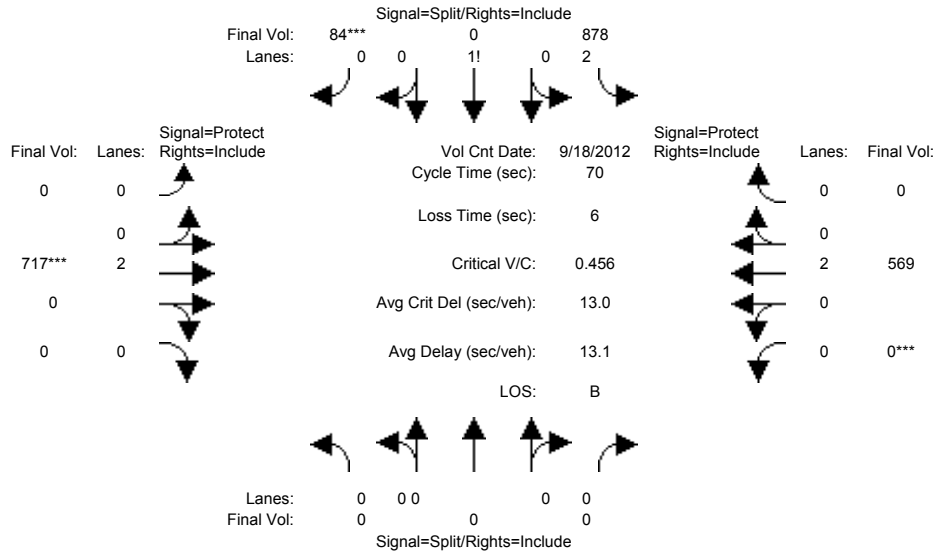 Signal=Split/Rights=Include
Final Vol: 84*** 0 878
Lanes: 0 0 1! 0 2
Signal=Protect Signal=Protect
Final Vol: Lanes: Rights=Include Vol Cnt Date: 9/18/2012 Rights=Include Lanes: Final Vol:
Cycle Time (sec): 70
0 0 0 0
Loss Time (sec): 6
0 0
717*** 2 Critical V/C: 0.456 2 569
0 Avg Crit Del (sec/veh): 13.0 0
0 0 Avg Delay (sec/veh): 13.1 0 0***
LOS: B
Lanes: 0 0 0 0 0
Final Vol: 0 0 0
Signal=Split/Rights=Include